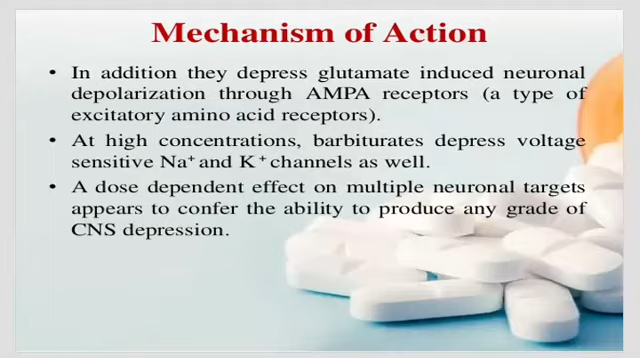 Mechanism of Action
• In addition they depress glutamate induced neuronal
depolarization through AMPA receptors (a type of
excitatory amino acid receptors).
• At high concentrations, barbiturates depress voltage
sensitive Na⁺ and K⁺ channels as well.
• A dose dependent effect on multiple neuronal targets
appears to confer the ability to produce any grade of
CNS depression.